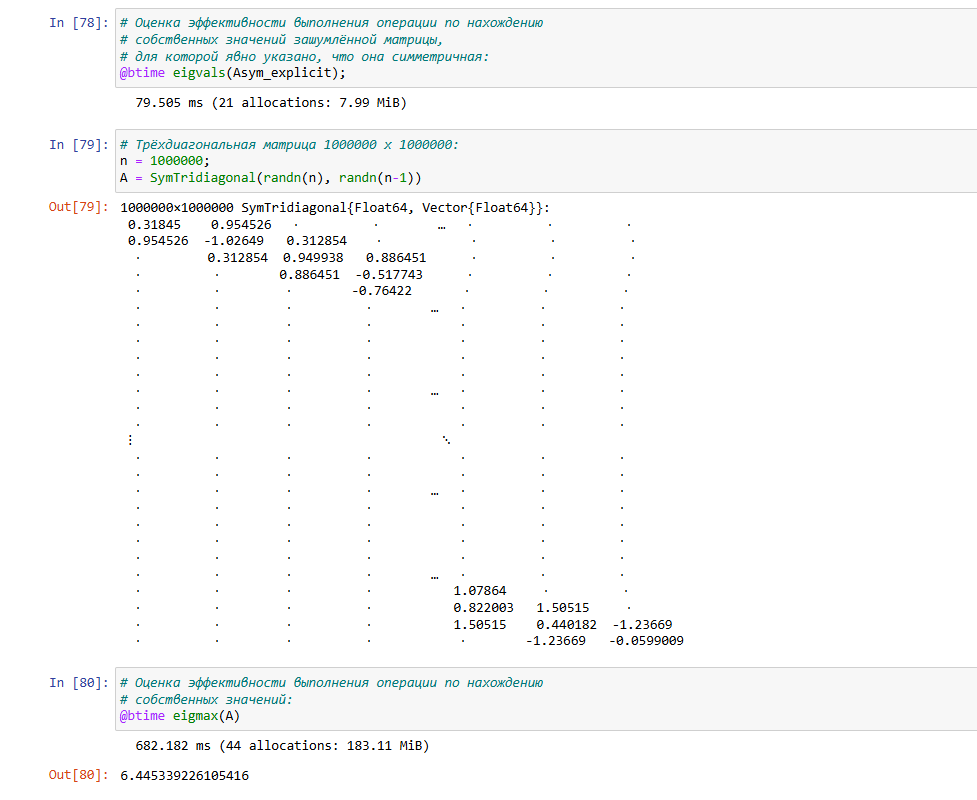 In [78]: # Оценка эффективности выполнения операции по нахождению
# собственных значений зашумлённой матрицы,
# для которой явно указано, что она симметричная:
@btime eigvals(Asym_explicit);
79.505 ms (21 allocations: 7.99 MiB)
In [79]: # Трёхдиагональная матрица 1000000 x 1000000:
n = 1000000;
A = SymTridiagonal(randn(n), randn(n-1))
Out[79]: 1000000×1000000 SymTridiagonal{Float64, Vector{Float64}}:
0.31845 0.954526 · · … · · ·
0.954526 -1.02649 0.312854 · · · ·
· 0.312854 0.949938 0.886451 · · ·
· · 0.886451 -0.517743 · · ·
· · · -0.76422 · · ·
· · · · … · · ·
· · · · · · ·
· · · · · · ·
· · · · · · ·
· · · · · · ·
· · · · … · · ·
· · · · · · ·
· · · · · · ·
⋮ ⋱
· · · · · · ·
· · · · · · ·
· · · · … · · ·
· · · · · · ·
· · · · · · ·
· · · · · · ·
· · · · · · ·
· · · · … · · ·
· · · · 1.07864 · ·
· · · · 0.822003 1.50515 ·
· · · · 1.50515 0.440182 -1.23669
· · · · · -1.23669 -0.0599009
In [80]: # Оценка эффективности выполнения операции по нахождению
# собственных значений:
@btime eigmax(A)
682.182 ms (44 allocations: 183.11 MiB)
Out[80]: 6.445339226105416